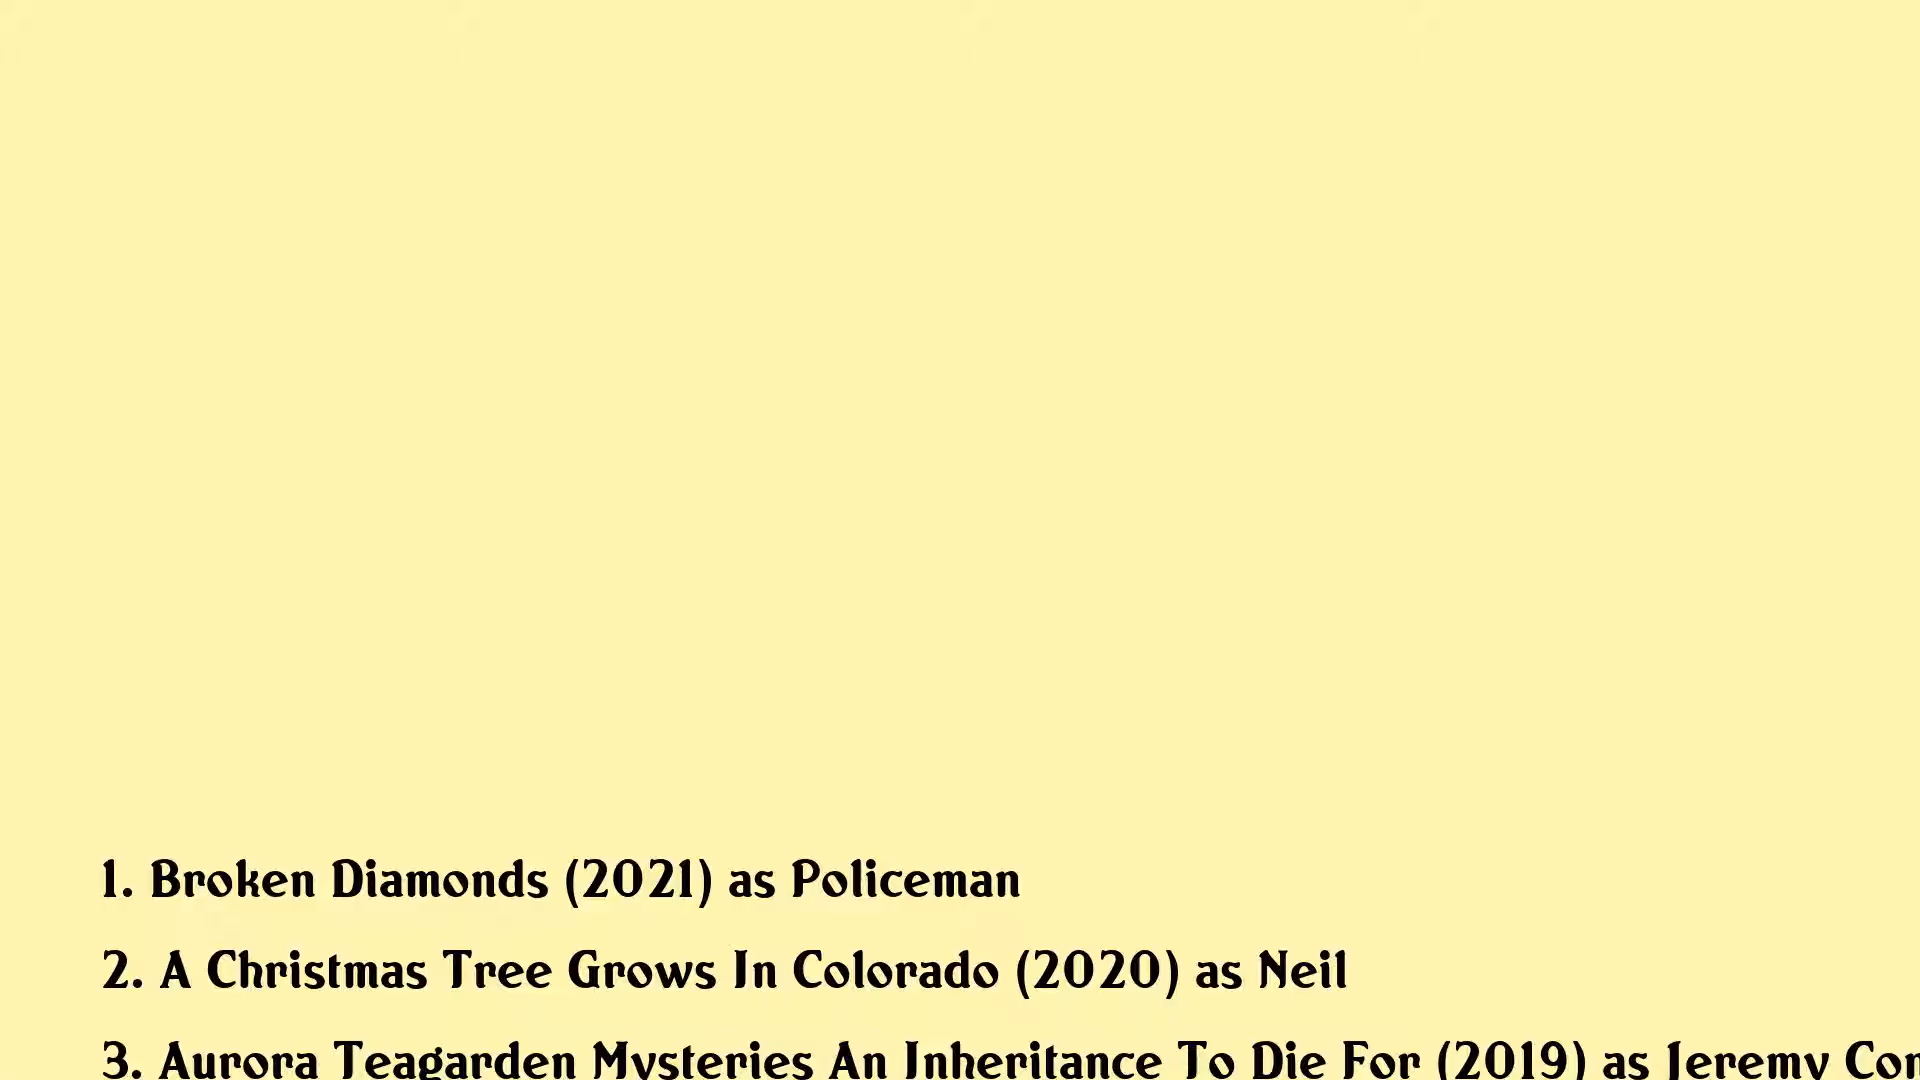 1. Broken Diamonds (2021) as Policeman
2. A Christmas Tree Grows In Colorado (2020) as Neil
3. Aurora Teagarden Mysteries An Inheritance To Die For (2019) as Jeremy